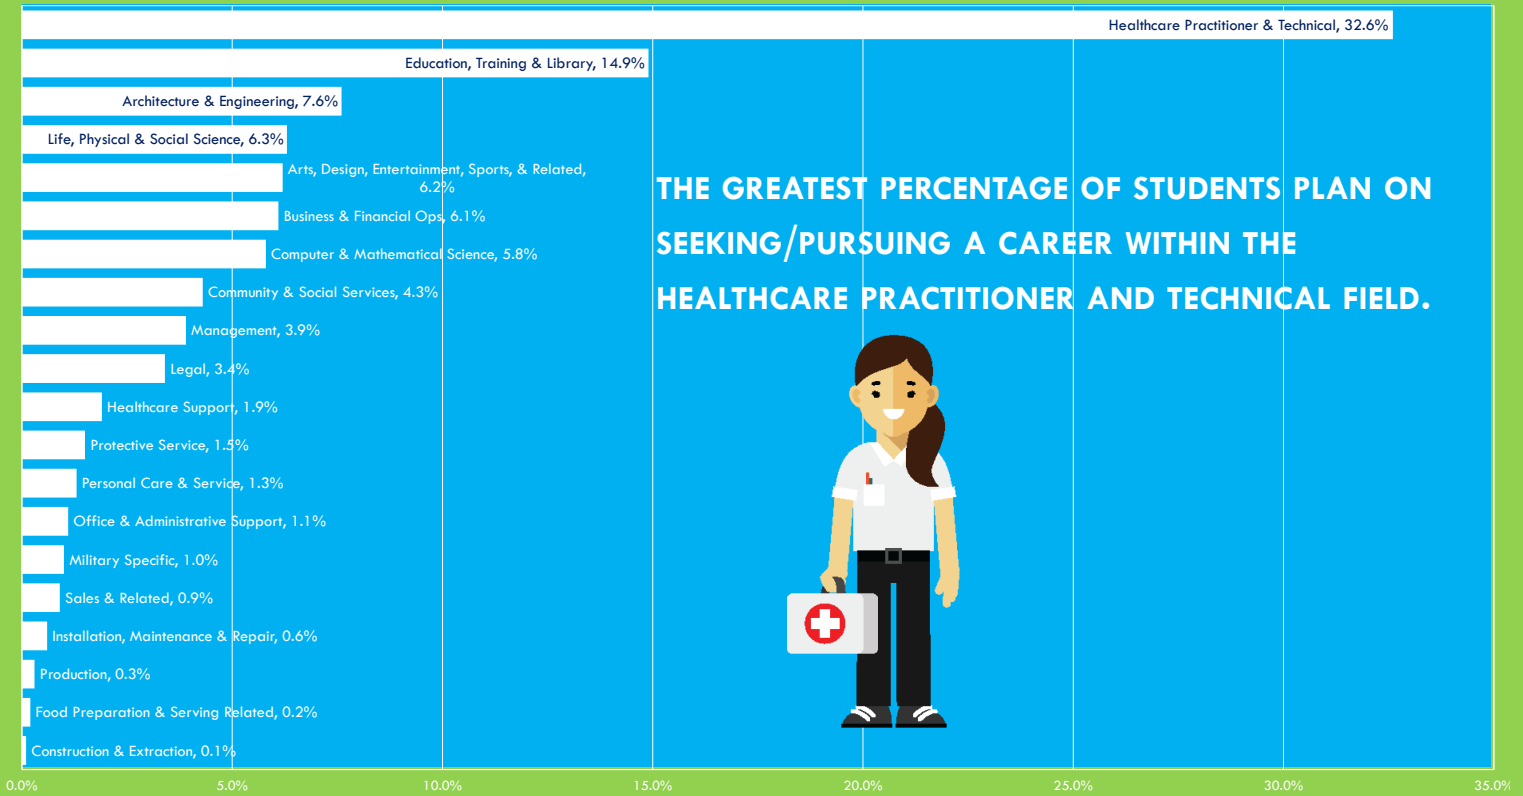 Healthcare Practitioner & Technical, 32.6%
Education, Training & Library, 14.9%
Architecture & Engineering, 7.6%
Life, Physical & Social Science, 6.3%
Arts, Design, Entertainment, Sports, & Related,
6.2%
Business & Financial Ops, 6.1%
Computer & Mathematical Science, 5.8%
Community & Social Services, 4.3%
Management, 3.9%
Legal, 3.4%
Healthcare Support, 1.9%
Protective Service, 1.5%
Personal Care & Service, 1.3%
Office & Administrative Support, 1.1%
Military Specific, 1.0%
Sales & Related, 0.9%
Installation, Maintenance & Repair, 0.6%
Production, 0.3%
Food Preparation & Serving Related, 0.2%
Construction & Extraction, 0.1%
0.0% 5.0% 10.0% 15.0% 20.0% 25.0% 30.0% 35.0%
THE GREATEST PERCENTAGE OF STUDENTS PLAN ON
SEEKING/PURSUING A CAREER WITHIN THE
HEALTHCARE PRACTITIONER AND TECHNICAL FIELD.